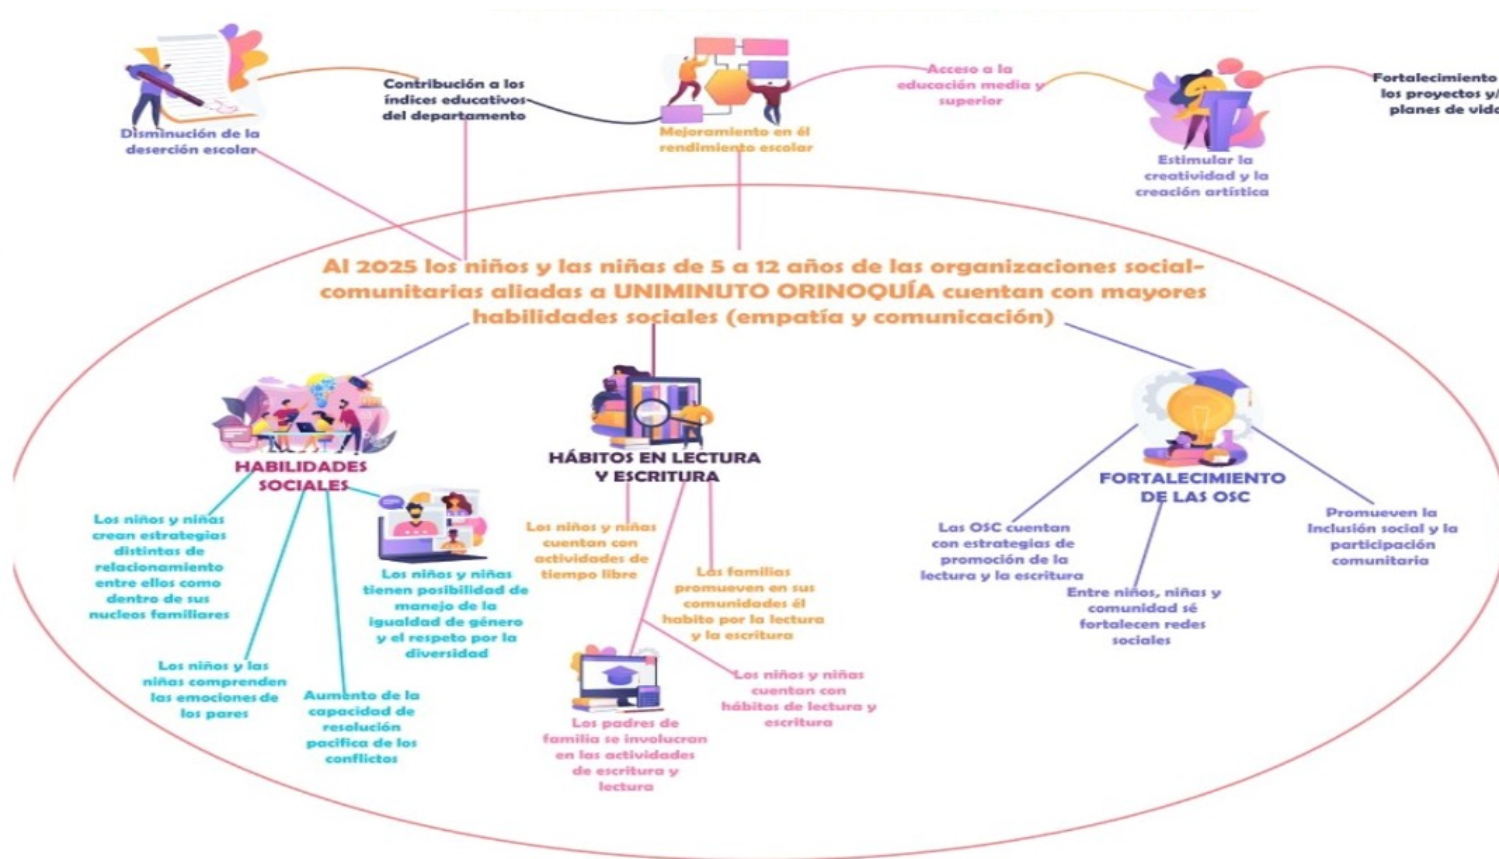 Disminución de la
deserción escolar
Contribución a los
índices educativos
del departamento
Mejoramiento en él
rendimiento escolar
Acceso a la
educación media y
superior
Estimular la
creatividad y la
creación artística
Fortalecimiento
los proyectos y/
planes de vida
Al 2025 los niños y las niñas de 5 a 12 años de las organizaciones social-
comunitarias aliadas a UNIMINUTO ORINOQUÍA cuentan con mayores
habilidades sociales (empatía y comunicación)
HABILIDADES
SOCIALES
Los niños y niñas
crean estrategias
distintas de
relacionamiento
entre ellos como
dentro de sus
nucleos familiares
Los niños y las
niñas comprenden
las emociones de
los pares
Aumento de la
capacidad de
resolución
pacifica de los
conflictos
Los niños y niñas
tienen posibilidad de
manejo de la
igualdad de género
y el respeto por la
diversidad
HÁBITOS EN LECTURA
Y ESCRITURA
Los niños y niñas
cuentan con
actividades de
tiempo libre
Las familias
promueven en sus
comunidades él
habito por la lectura
y la escritura
Los padres de
familia se involucran
en las actividades
de escritura y
lectura
Los niños y niñas
cuentan con
hábitos de lectura y
escritura
FORTALECIMIENTO
DE LAS OSC
Las OSC cuentan
con estrategias de
promoción de la
lectura y la escritura
Entre niños, niñas y
comunidad sé
fortalecen redes
sociales
Promueven la
Inclusión social y la
participación
comunitaria